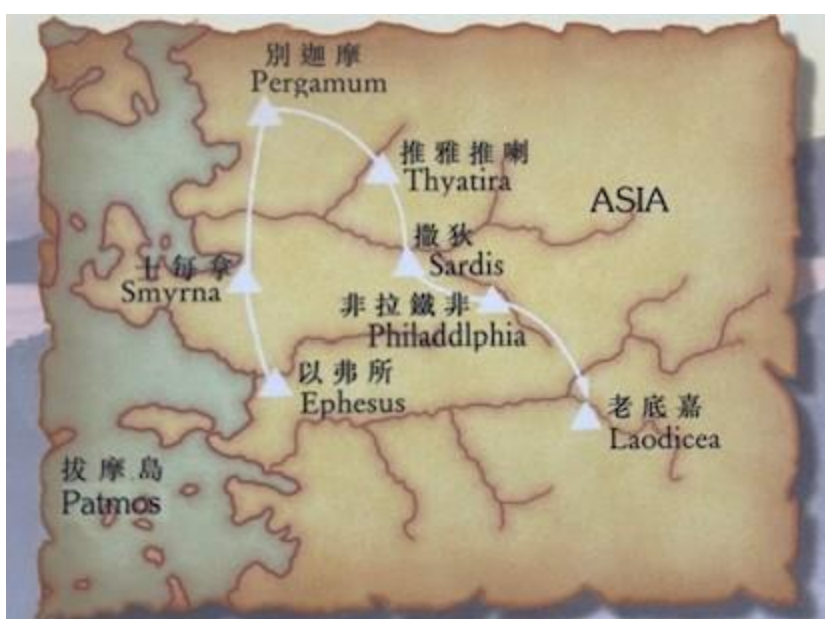 別迦摩
Pergamum
推雅推喇
Thyatira
ASIA
撒狄
Sardis
士每拿
Smyrna
非拉鐵非
Philaddlphia
以弗所
Ephesus
老底嘉
Laodicea
拔摩島
Patmos